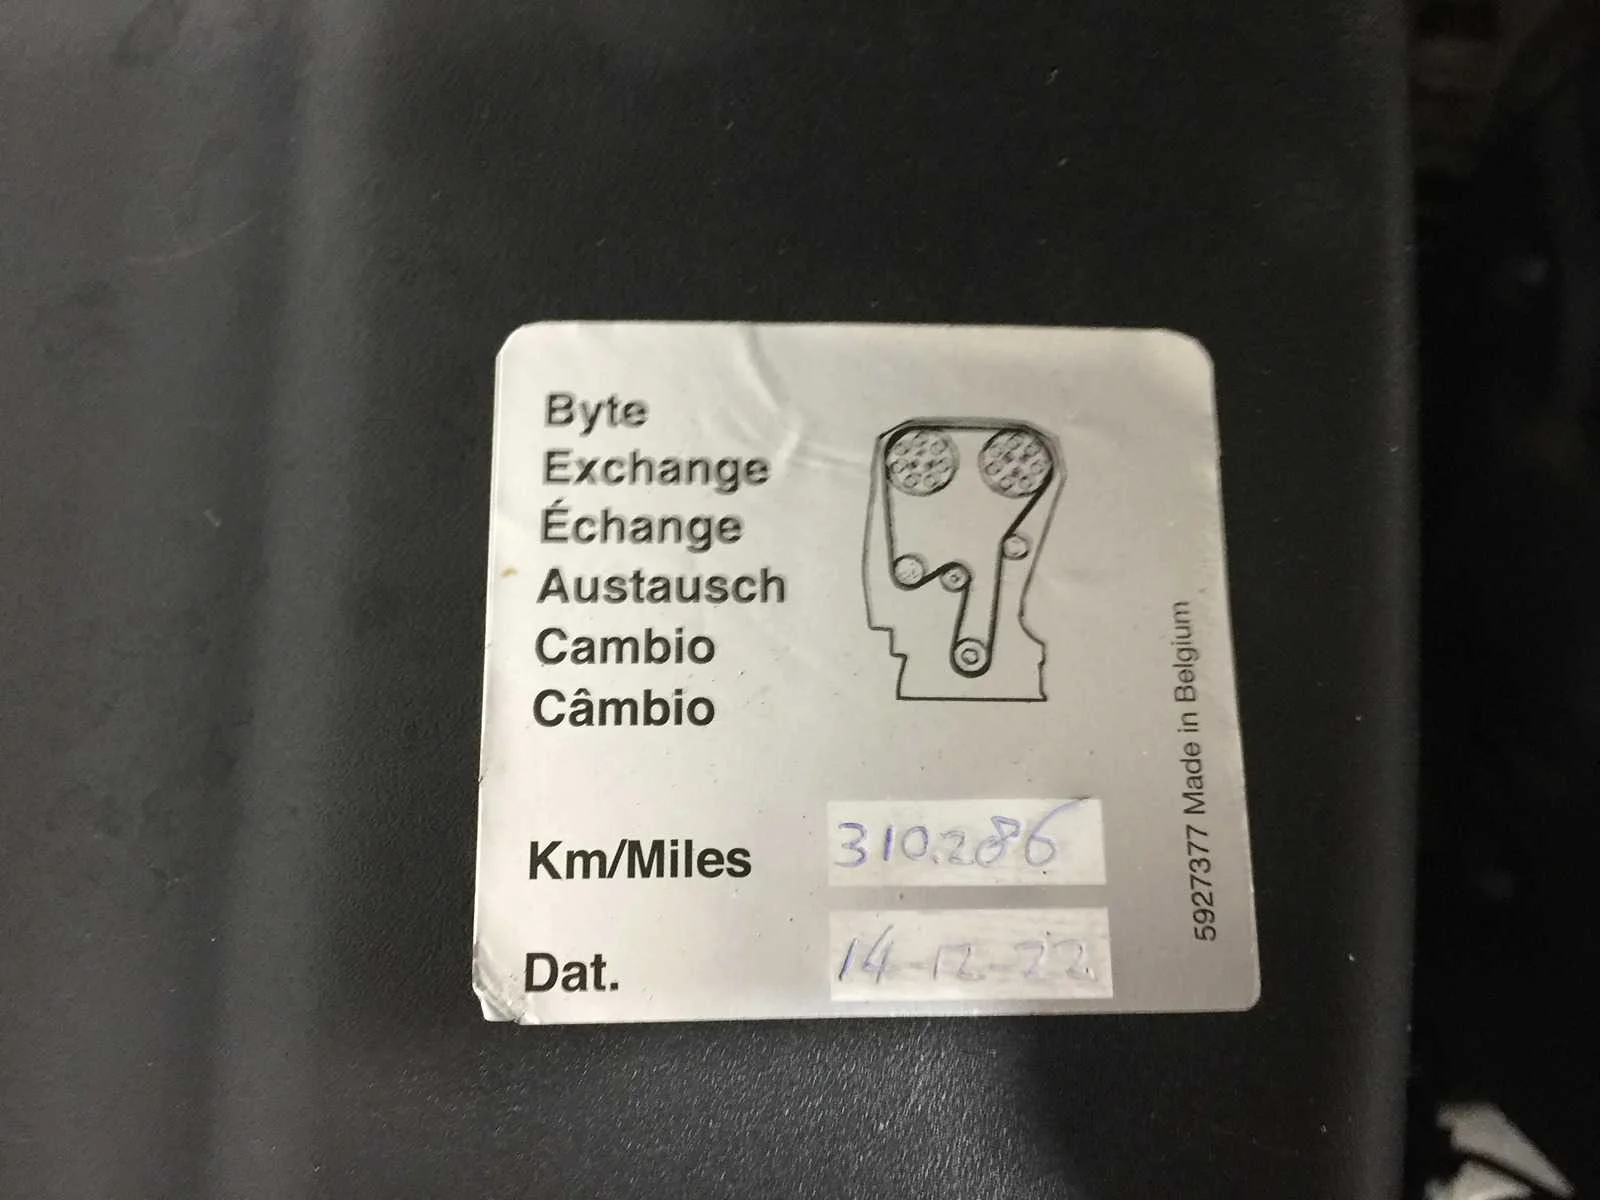 Byte
Exchange
Échange
Austausch
Cambio
Câmbio
Km/Miles 310.286
Dat. 14-12-22
5927377 Made in Belgium